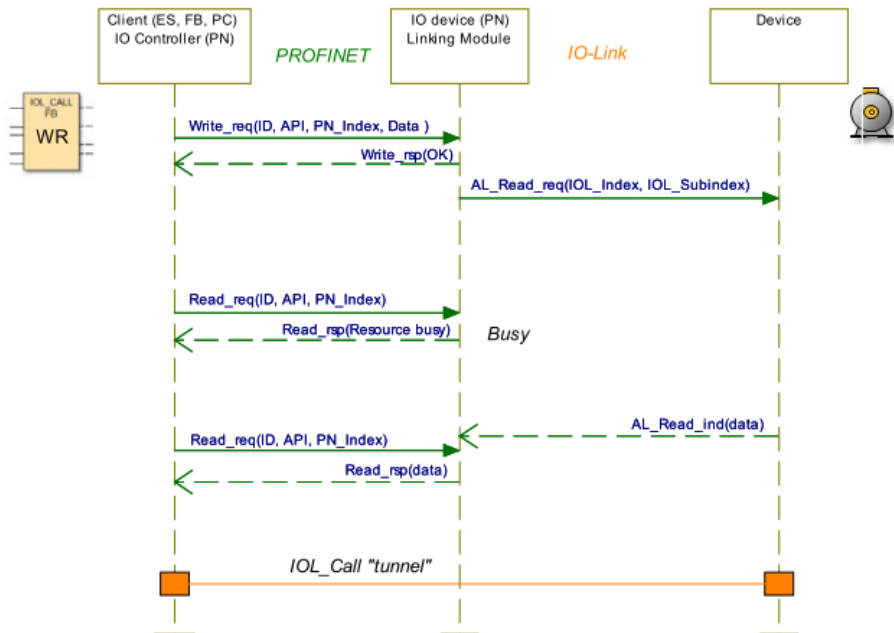 Client (ES, FB, PC)
IO Controller (PN)
IO device (PN)
Linking Module
Device
PROFINET
IO-Link
IOL_CALL
FB
WR
Write_req(ID, API, PN_Index, Data )
Write_rsp(OK)
AL_Read_req(IOL_Index, IOL_Subindex)
Read_req(ID, API, PN_Index)
Read_rsp(Resource busy)
Busy
AL_Read_ind(data)
Read_req(ID, API, PN_Index)
Read_rsp(data)
IOL_Call "tunnel"